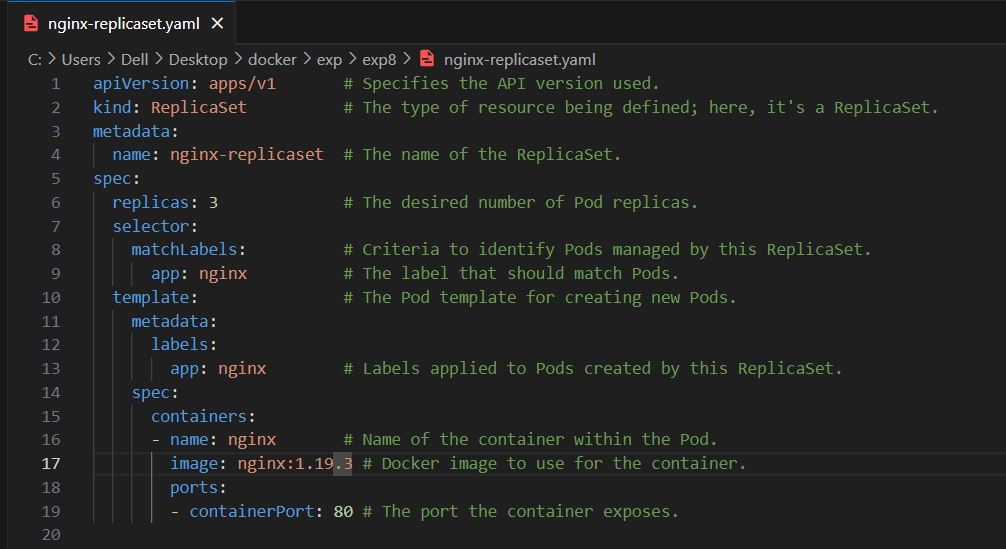 nginx-replicaset.yaml ×
C: > Users > Dell > Desktop > docker > exp > exp8 > nginx-replicaset.yaml
1 apiVersion: apps/v1       # Specifies the API version used.
2 kind: ReplicaSet          # The type of resource being defined; here, it's a ReplicaSet.
3 metadata:
4   name: nginx-replicaset  # The name of the ReplicaSet.
5 spec:
6   replicas: 3             # The desired number of Pod replicas.
7   selector:
8     matchLabels:          # Criteria to identify Pods managed by this ReplicaSet.
9       app: nginx          # The label that should match Pods.
10   template:               # The Pod template for creating new Pods.
11     metadata:
12       labels:
13         app: nginx        # Labels applied to Pods created by this ReplicaSet.
14     spec:
15       containers:
16       - name: nginx       # Name of the container within the Pod.
17         image: nginx:1.19.3 # Docker image to use for the container.
18         ports:
19         - containerPort: 80 # The port the container exposes.
20